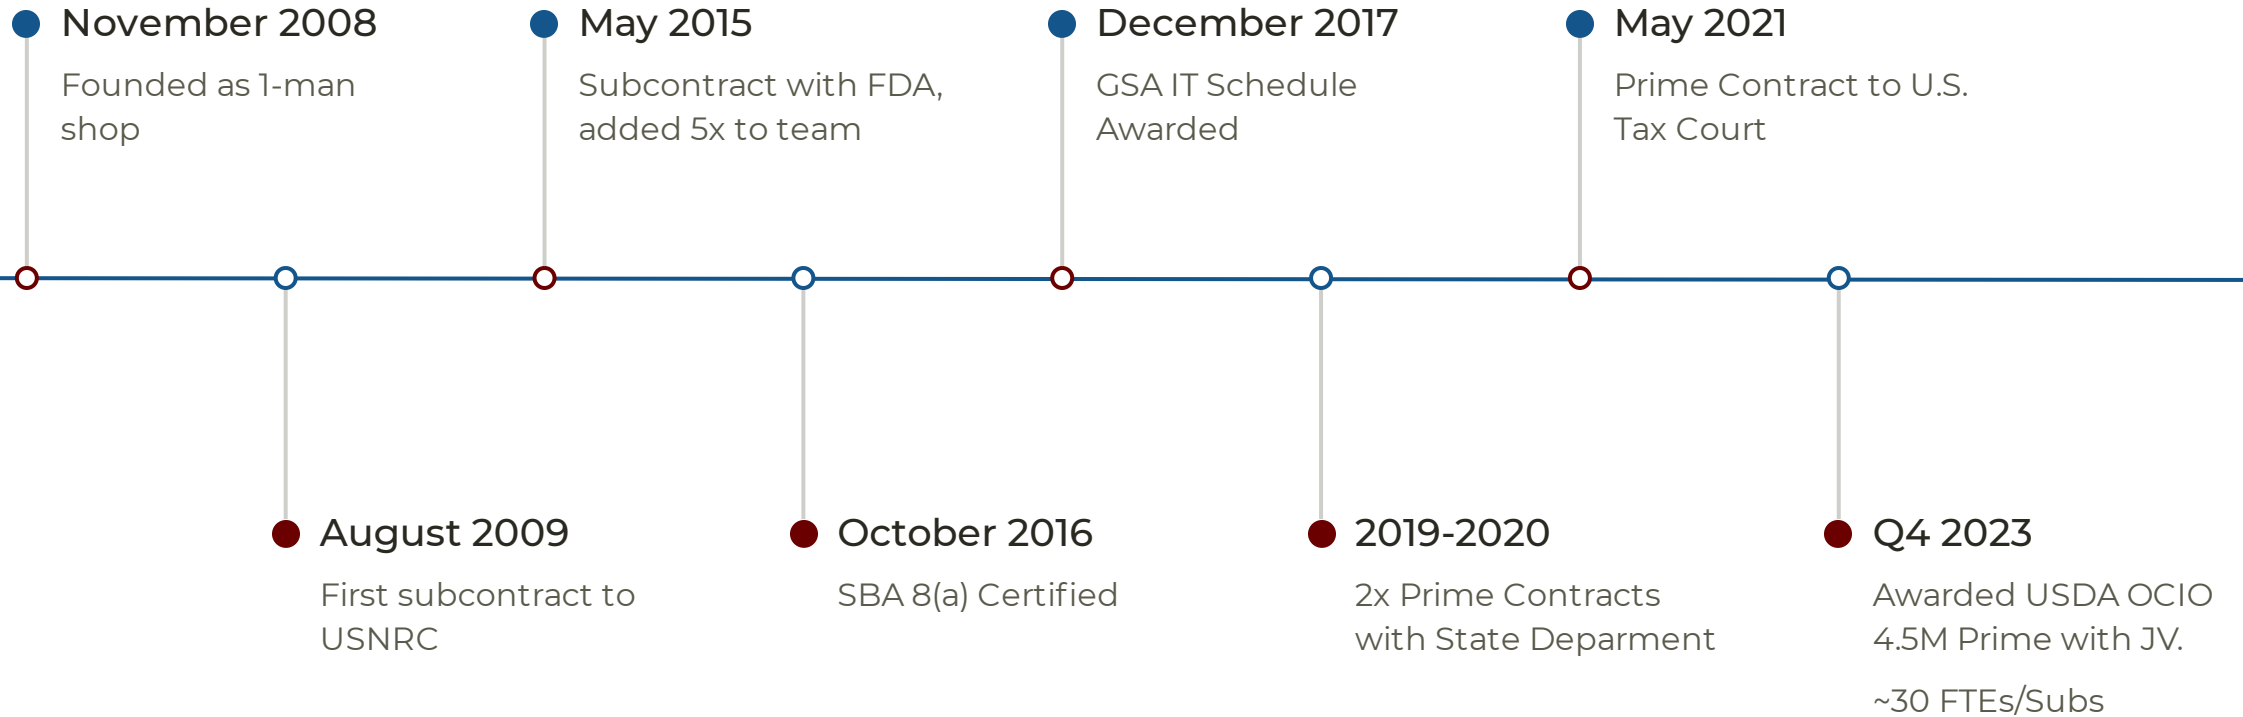 November 2008
Founded as 1-man
shop
August 2009
First subcontract to
USNRC
May 2015
Subcontract with FDA,
added 5x to team
October 2016
SBA 8(a) Certified
December 2017
GSA IT Schedule
Awarded
2019-2020
2x Prime Contracts
with State Deparment
May 2021
Prime Contract to U.S.
Tax Court
Q4 2023
Awarded USDA OCIO
4.5M Prime with JV.
~30 FTEs/Subs